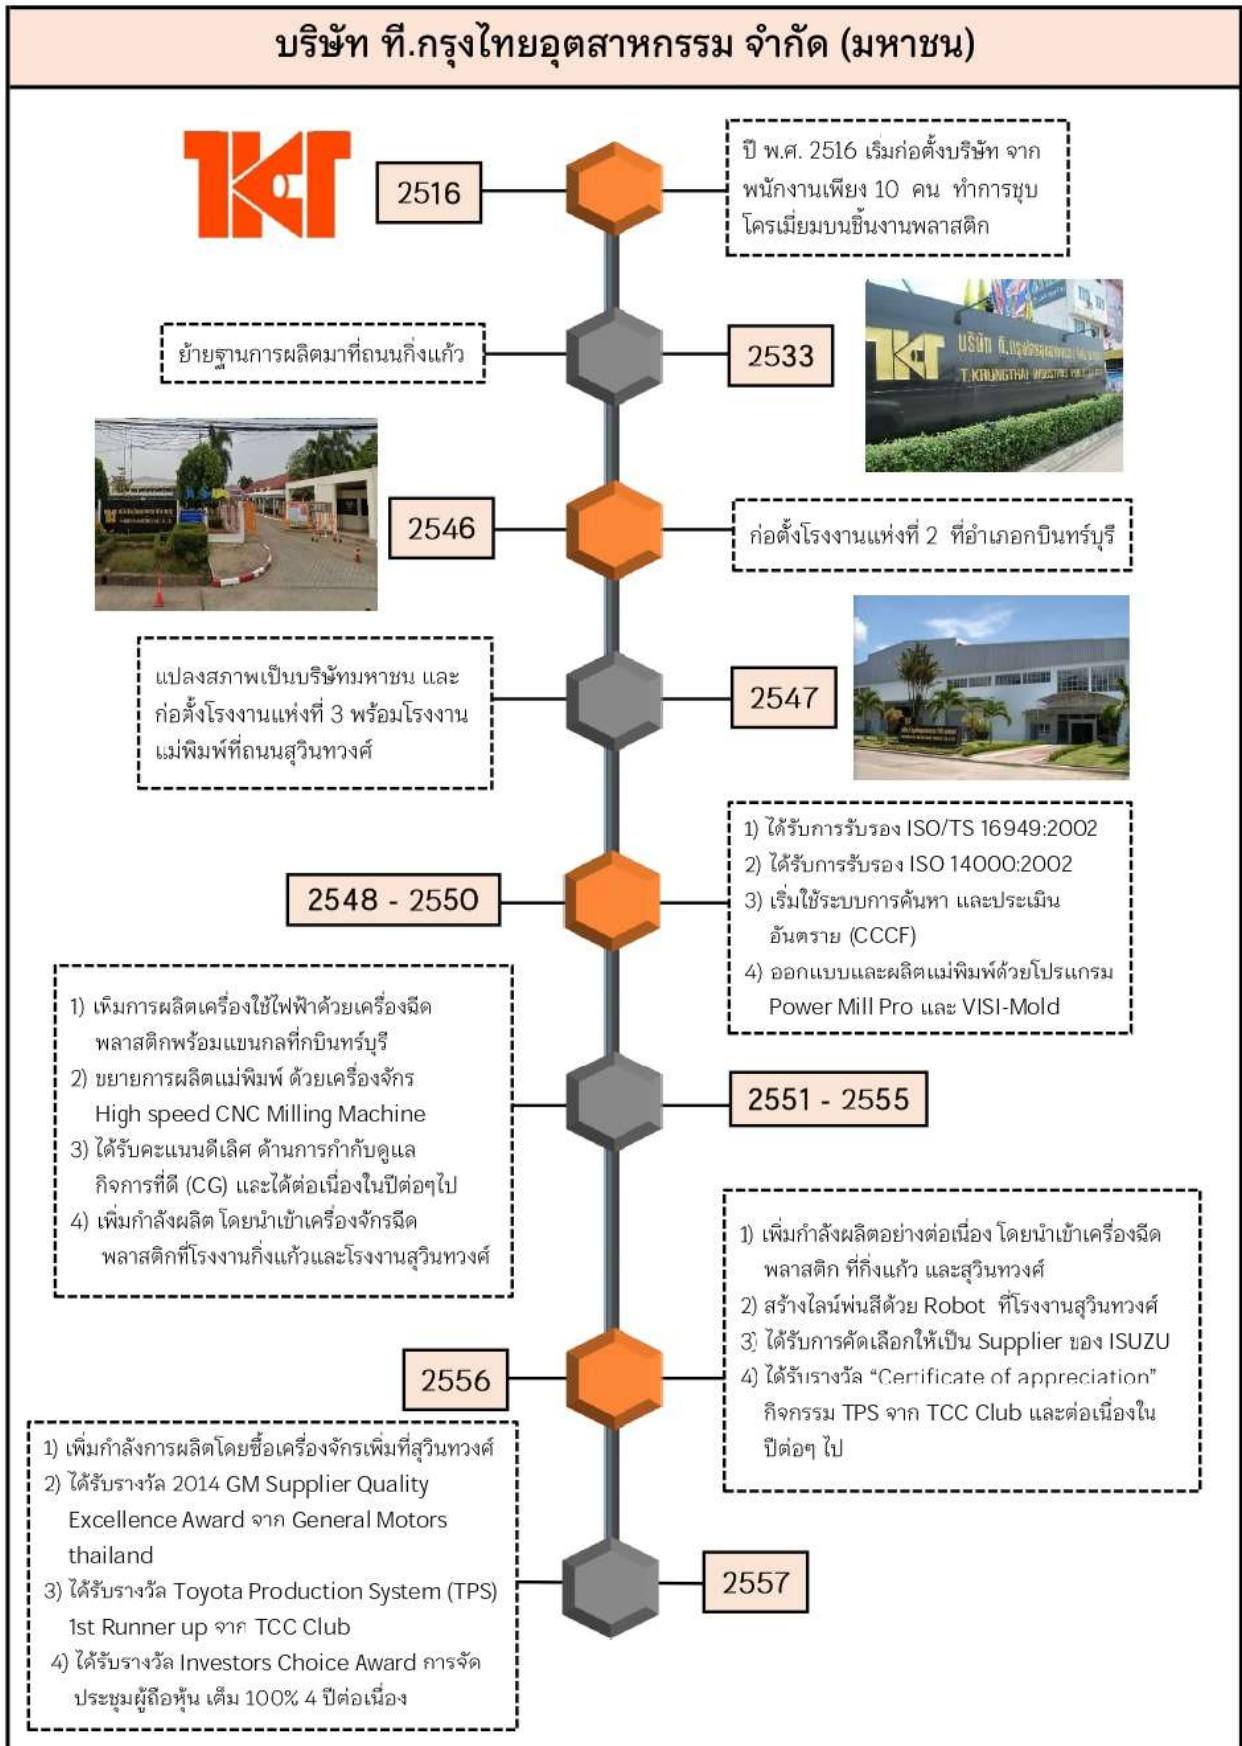 บริษัท ที.กรุงไทยอุตสาหกรรม จำกัด (มหาชน)
TKT
2516
ปี พ.ศ. 2516 เริ่มก่อตั้งบริษัท จาก
พนักงานเพียง 10 คน ทำการชุบ
โครเมี่ยมบนชิ้นงานพลาสติก
ย้ายฐานการผลิตมาที่ถนนกิ่งแก้ว
2533
TKT
บริษัท ที.กรุงไทยอุตสาหกรรม
T. KRUNGTHAI INDUSTRIES
2546
ก่อตั้งโรงงานแห่งที่ 2 ที่อำเภอกบินทร์บุรี
แปลงสภาพเป็นบริษัทมหาชน และ
ก่อตั้งโรงงานแห่งที่ 3 พร้อมโรงงาน
แม่พิมพ์ที่ถนนสุวินทวงศ์
2547
2548 - 2550
1) ได้รับการรับรอง ISO/TS 16949:2002
2) ได้รับการรับรอง ISO 14000:2002
3) เริ่มใช้ระบบการค้นหา และประเมิน
อันตราย (CCCF)
4) ออกแบบและผลิตแม่พิมพ์ด้วยโปรแกรม
Power Mill Pro และ VISI-Mold
1) เพิ่มการผลิตเครื่องใช้ไฟฟ้าด้วยเครื่องฉีด
พลาสติกพร้อมแขนกลที่กบินทร์บุรี
2) ขยายการผลิตแม่พิมพ์ ด้วยเครื่องจักร
High speed CNC Milling Machine
3) ได้รับคะแนนดีเลิศ ด้านการกำกับดูแล
กิจการที่ดี (CG) และได้ต่อเนื่องในปีต่อๆไป
4) เพิ่มกำลังผลิต โดยนำเข้าเครื่องจักรฉีด
พลาสติกที่โรงงานกิ่งแก้วและโรงงานสุวินทวงศ์
2551 - 2555
2556
1) เพิ่มกำลังผลิตอย่างต่อเนื่อง โดยนำเข้าเครื่องฉีด
พลาสติก ที่กิ่งแก้ว และสุวินทวงศ์
2) สร้างไลน์พ่นสีด้วย Robot ที่โรงงานสุวินทวงศ์
3) ได้รับการคัดเลือกให้เป็น Supplier ของ ISUZU
4) ได้รับรางวัล “Certificate of appreciation”
กิจกรรม TPS จาก TCC Club และต่อเนื่องใน
ปีต่อๆ ไป
1) เพิ่มกำลังการผลิตโดยซื้อเครื่องจักรเพิ่มที่สุวินทวงศ์
2) ได้รับรางวัล 2014 GM Supplier Quality
Excellence Award จาก General Motors
thailand
3) ได้รับรางวัล Toyota Production System (TPS)
1st Runner up จาก TCC Club
4) ได้รับรางวัล Investors Choice Award การจัด
ประชุมผู้ถือหุ้น เต็ม 100% 4 ปีต่อเนื่อง
2557